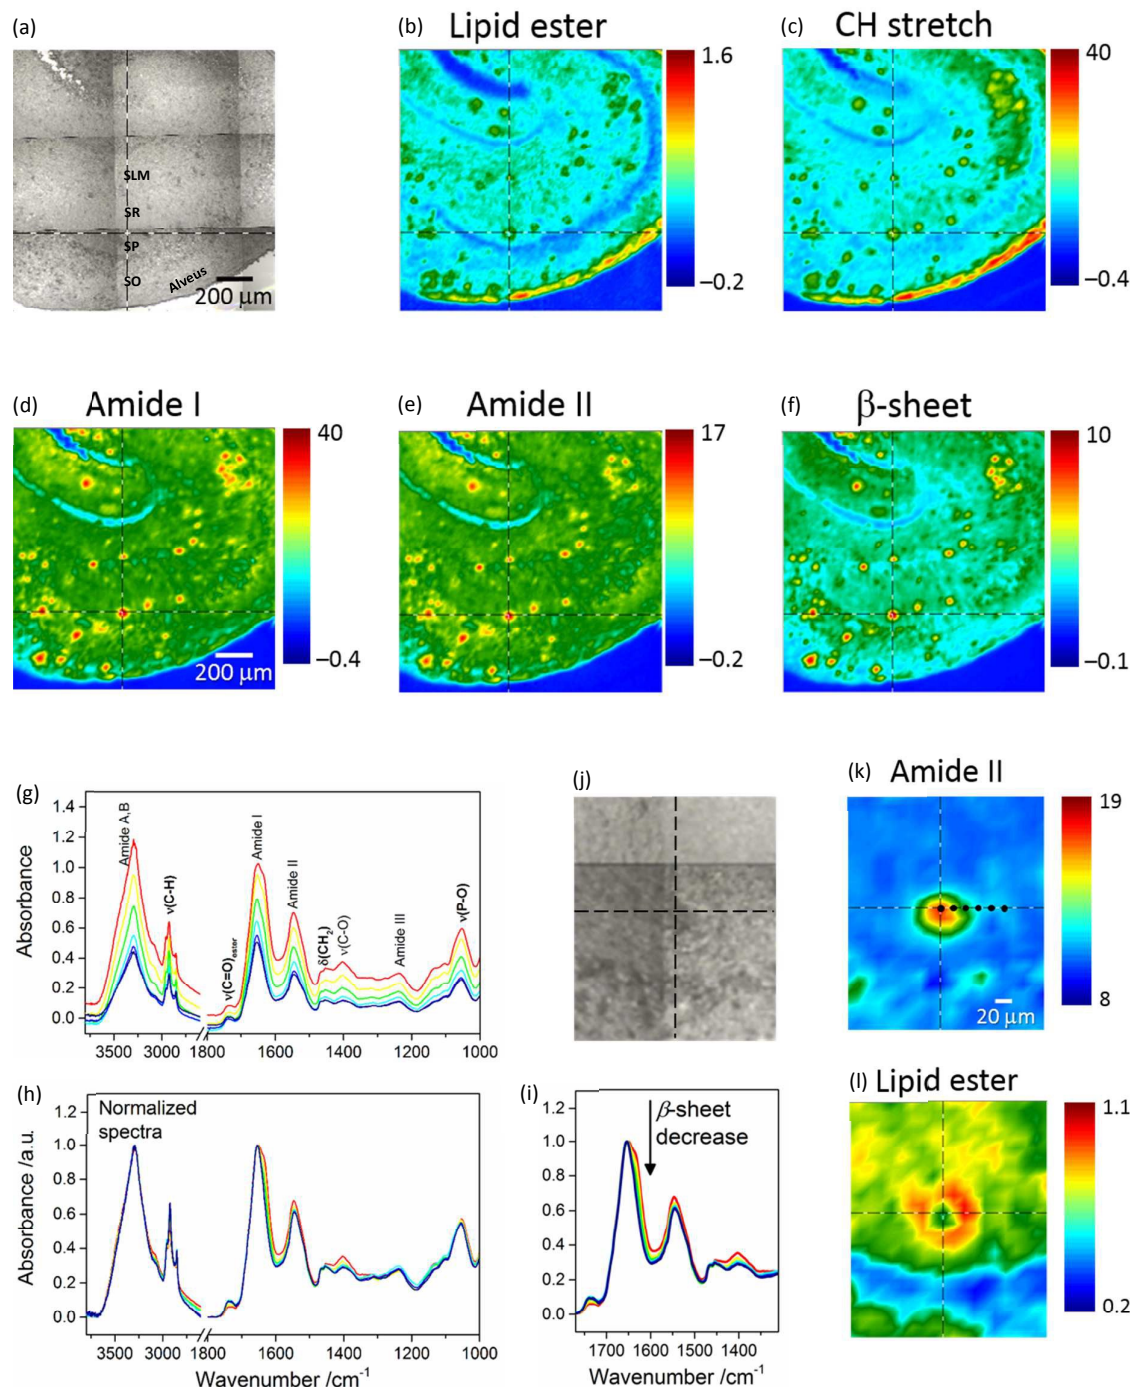 (a)
SLM
SR
SP
SO
Alveus
200 μm
(b)
Lipid ester
1.6
−0.2
(c)
CH stretch
40
−0.4
(d)
Amide I
40
−0.4
200 μm
(e)
Amide II
17
−0.2
(f)
β-sheet
10
−0.1
(g)
Absorbance
1.4
1.2
1.0
0.8
0.6
0.4
0.2
0.0
Amide A,B
ν(C-H)
ν(C=O)ester
Amide I
Amide II
δ(CH2)
ν(C-O)
Amide III
ν(P-O)
3500 3000 1800 1600 1400 1200 1000
(h)
Normalized
spectra
Absorbance /a.u.
1.2
1.0
0.8
0.6
0.4
0.2
0.0
3500 3000 1800 1600 1400 1200 1000
Wavenumber /cm-1
(i)
β-sheet
decrease
1.2
1.0
0.8
0.6
0.4
0.2
0.0
1700 1600 1500 1400
Wavenumber /cm-1
(j)
(k)
Amide II
19
8
20 μm
(l)
Lipid ester
1.1
0.2